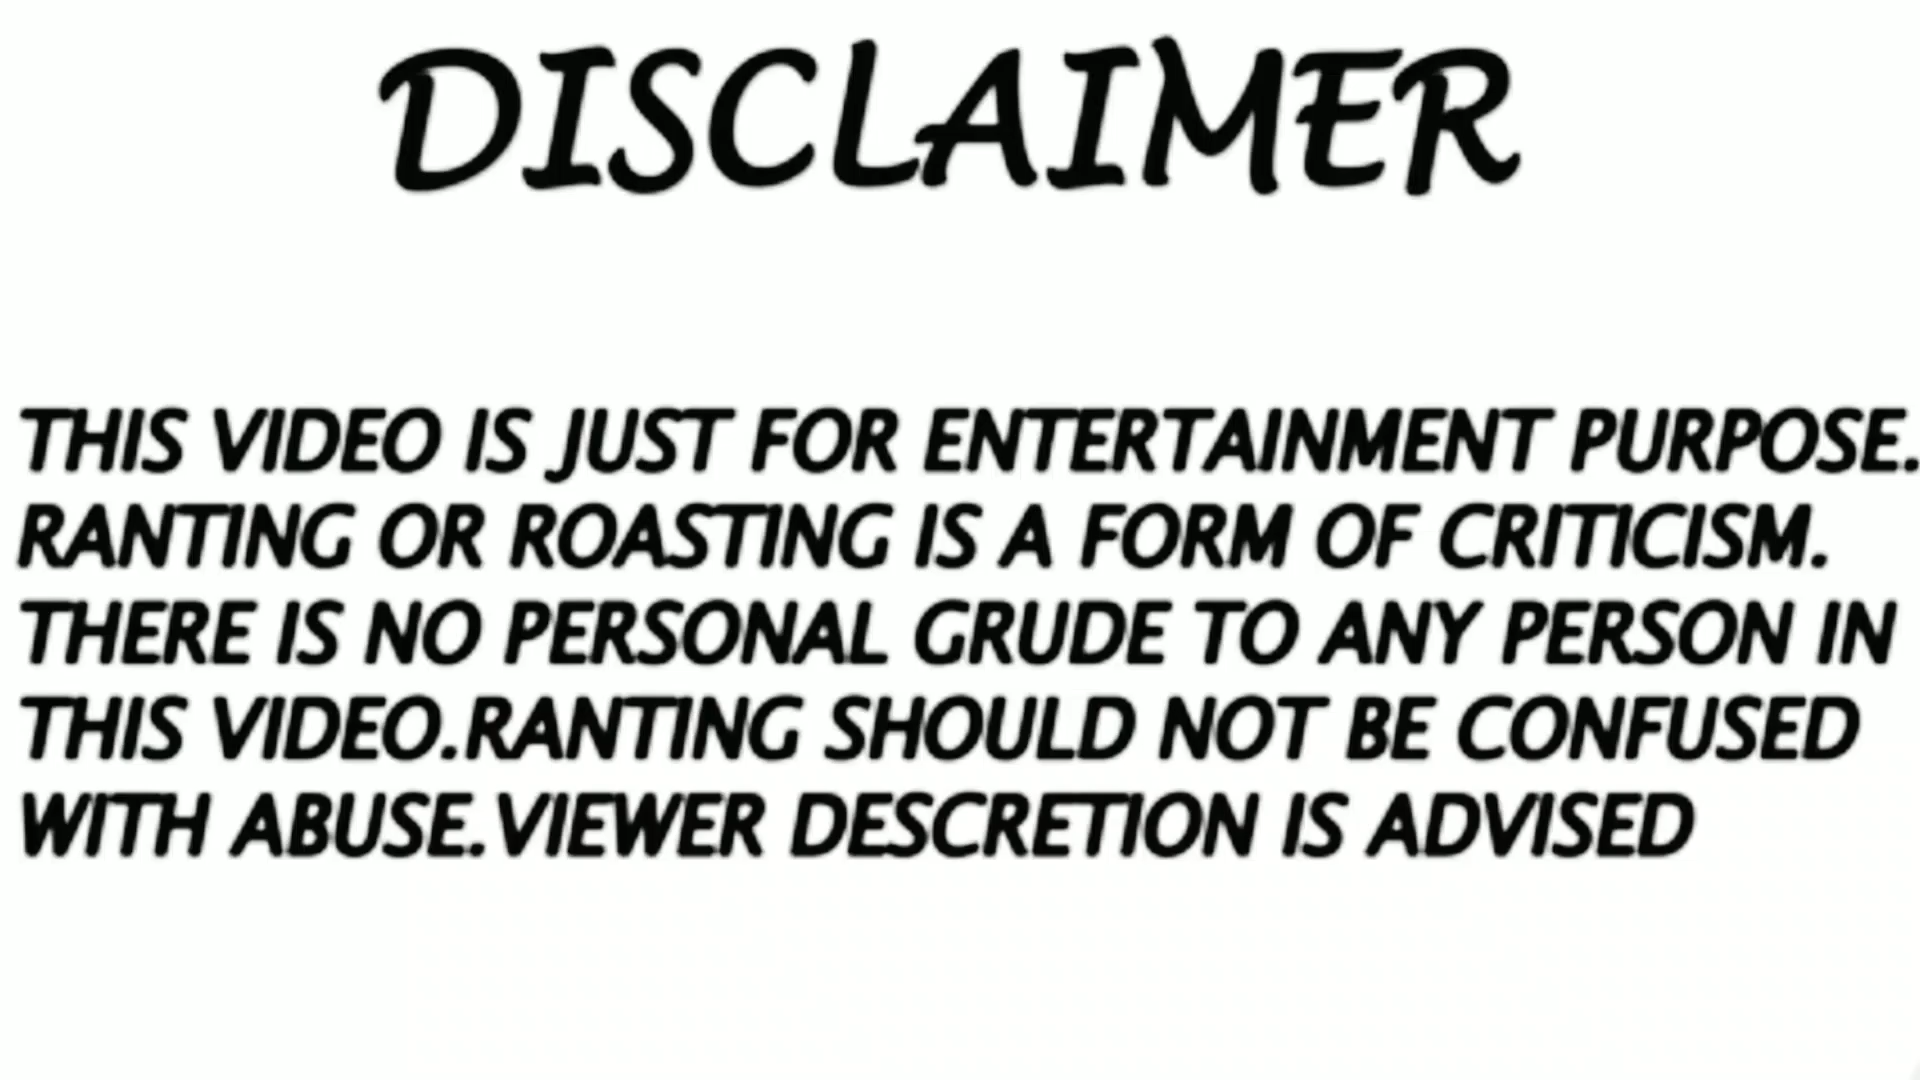 DISCLAIMER
THIS VIDEO IS JUST FOR ENTERTAINMENT PURPOSE.
RANTING OR ROASTING IS A FORM OF CRITICISM.
THERE IS NO PERSONAL GRUDE TO ANY PERSON IN
THIS VIDEO.RANTING SHOULD NOT BE CONFUSED
WITH ABUSE.VIEWER DESCRETION IS ADVISED